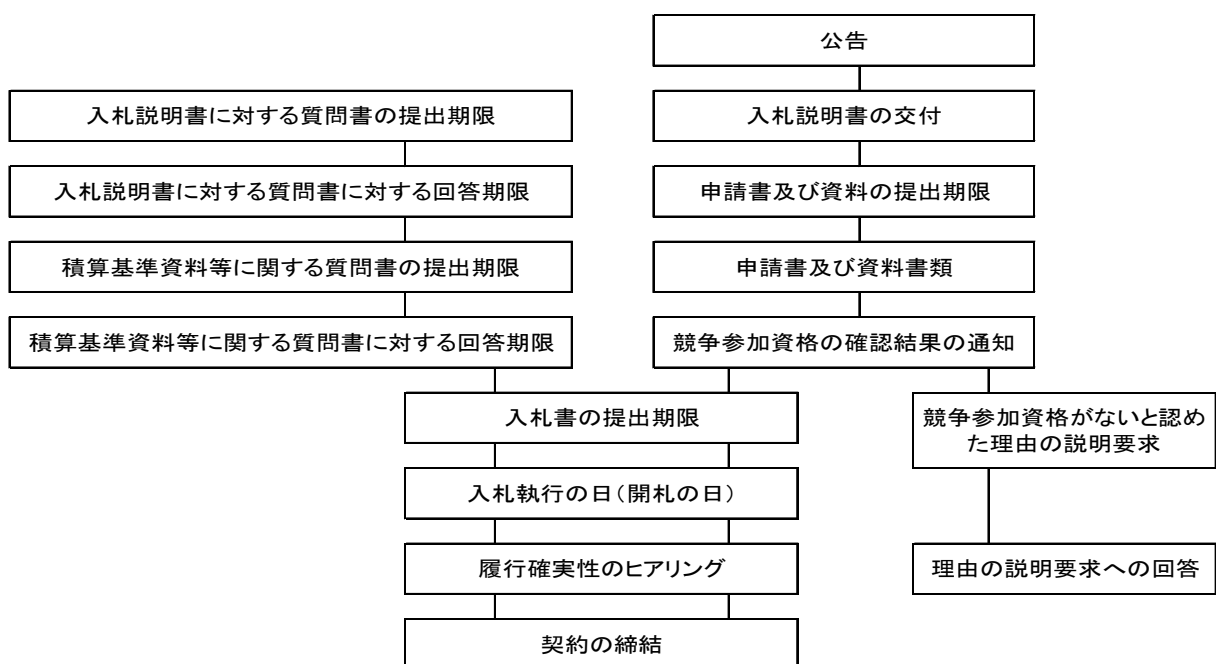 公告
入札説明書に対する質問書の提出期限
入札説明書の交付
入札説明書に対する質問書に対する回答期限
申請書及び資料の提出期限
積算基準資料等に関する質問書の提出期限
申請書及び資料書類
積算基準資料等に関する質問書に対する回答期限
競争参加資格の確認結果の通知
入札書の提出期限
競争参加資格がないと認め
た理由の説明要求
入札執行の日(開札の日)
履行確実性のヒアリング
理由の説明要求への回答
契約の締結